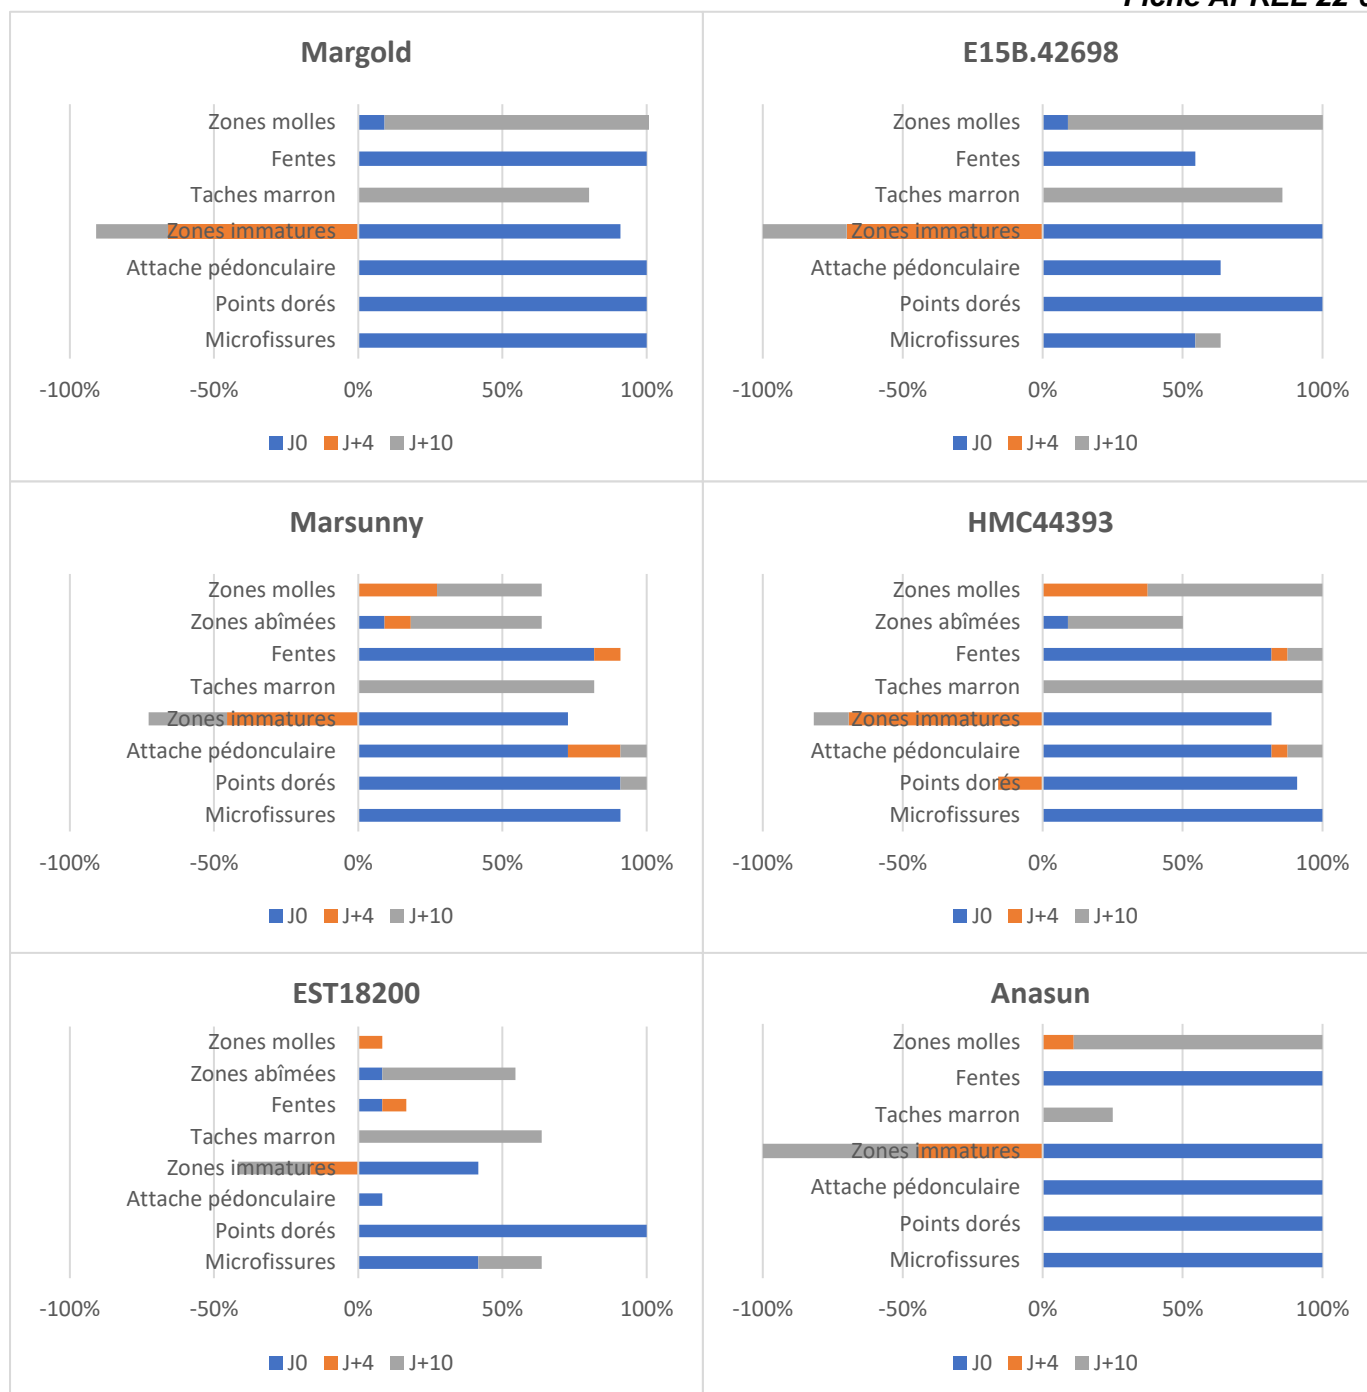 Margold
Zones molles
Fentes
Taches marron
Zones immatures
Attache pédonculaire
Points dorés
Microfissures
-100% -50% 0% 50% 100%
J0 J+4 J+10
E15B.42698
Zones molles
Fentes
Taches marron
Zones immatures
Attache pédonculaire
Points dorés
Microfissures
-100% -50% 0% 50% 100%
J0 J+4 J+10
Marsunny
Zones molles
Zones abîmées
Fentes
Taches marron
Zones immatures
Attache pédonculaire
Points dorés
Microfissures
-100% -50% 0% 50% 100%
J0 J+4 J+10
HMC44393
Zones molles
Zones abîmées
Fentes
Taches marron
Zones immatures
Attache pédonculaire
Points dorés
Microfissures
-100% -50% 0% 50% 100%
J0 J+4 J+10
EST18200
Zones molles
Zones abîmées
Fentes
Taches marron
Zones immatures
Attache pédonculaire
Points dorés
Microfissures
-100% -50% 0% 50% 100%
J0 J+4 J+10
Anasun
Zones molles
Fentes
Taches marron
Zones immatures
Attache pédonculaire
Points dorés
Microfissures
-100% -50% 0% 50% 100%
J0 J+4 J+10